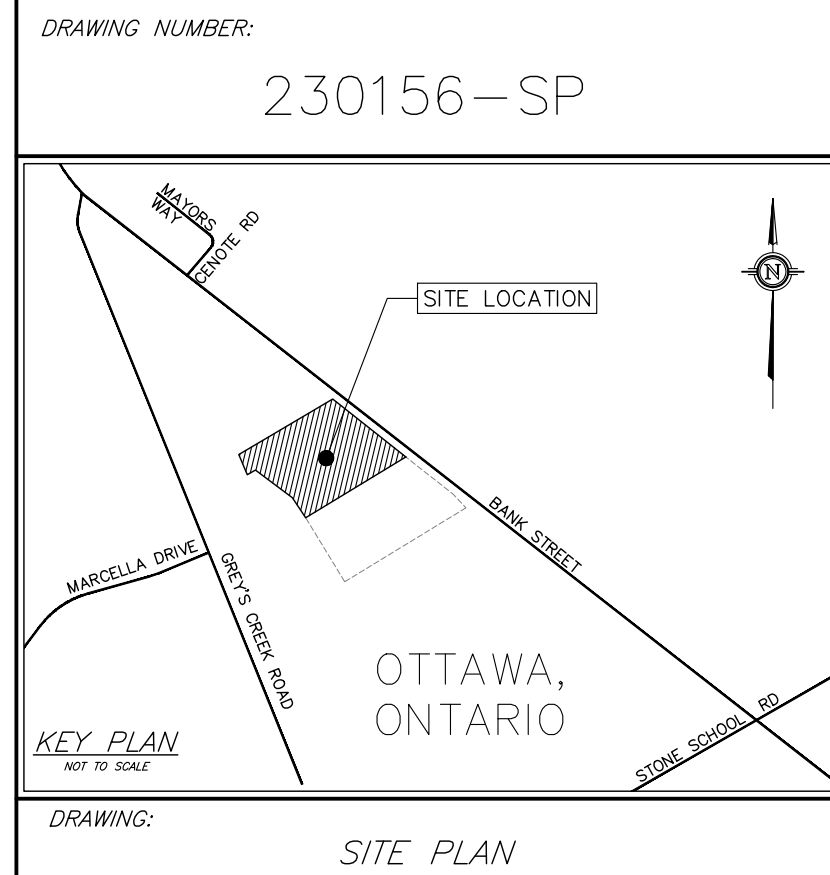 DRAWING NUMBER:
230156-SP
MAYORS
WAY
CENOTE RD
N
SITE LOCATION
BANK STREET
MARCELLA DRIVE
GREY'S CREEK ROAD
OTTAWA,
ONTARIO
STONE SCHOOL RD
KEY PLAN
NOT TO SCALE
DRAWING:
SITE PLAN